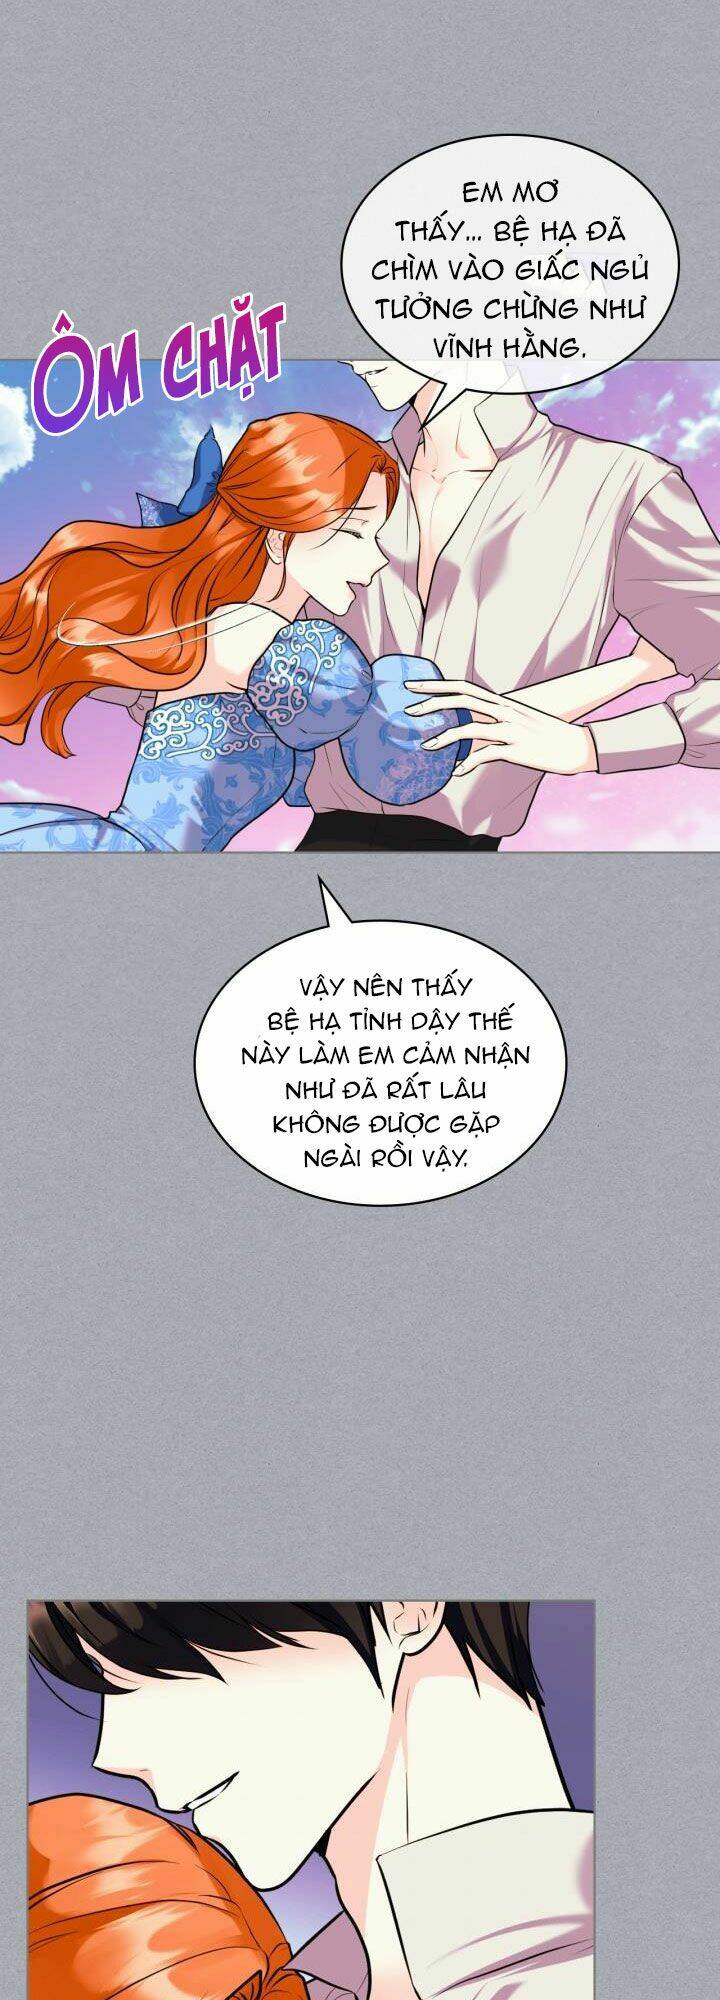 EM MƠ
THẤY... BỆ HẠ ĐÃ
CHÌM VÀO GIẤC NGỦ
TƯỞNG CHỪNG NHƯ
VĨNH HẰNG.
ÔM CHẶT
VẬY NÊN THẤY
BỆ HẠ TỈNH DẬY THẾ
NÀY LÀM EM CẢM NHẬN
NHƯ ĐÃ RẤT LÂU
KHÔNG ĐƯỢC GẶP
NGÀI RỒI VẬY.